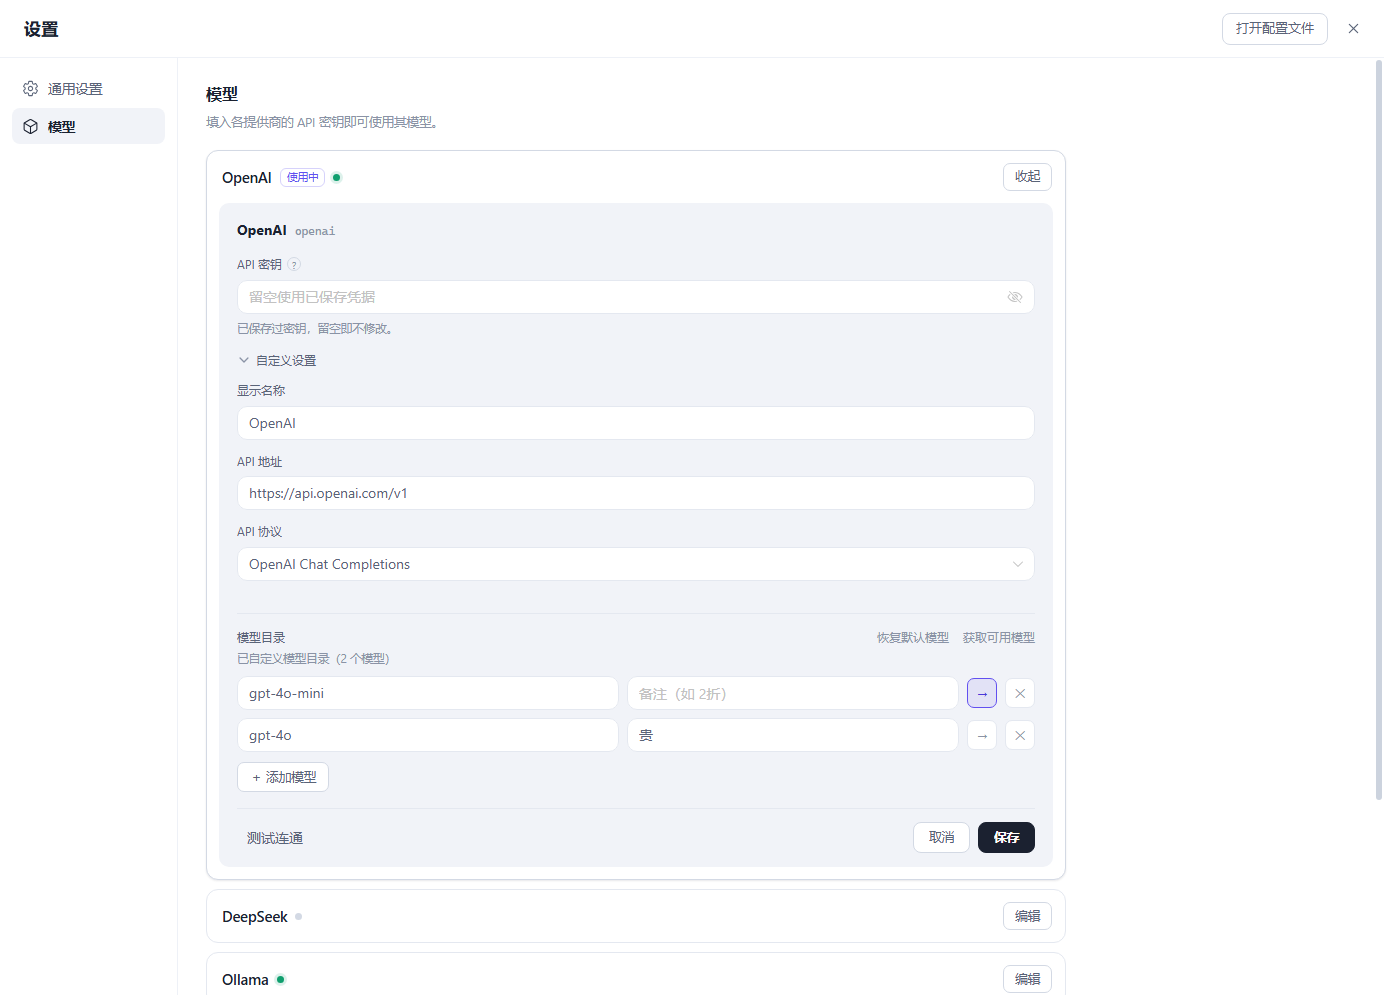 设置
打开配置文件
通用设置
模型
模型
填入各提供商的 API 密钥即可使用其模型。
OpenAI 使用中
收起
OpenAI openai
API 密钥 ?
留空使用已保存凭据
已保存过密钥，留空即不修改。
自定义设置
显示名称
OpenAI
API 地址
https://api.openai.com/v1
API 协议
OpenAI Chat Completions
模型目录
恢复默认模型 获取可用模型
已自定义模型目录（2 个模型）
gpt-4o-mini 备注（如 2折） →
gpt-4o 贵 →
+ 添加模型
测试连通 取消 保存
DeepSeek 编辑
Ollama 编辑